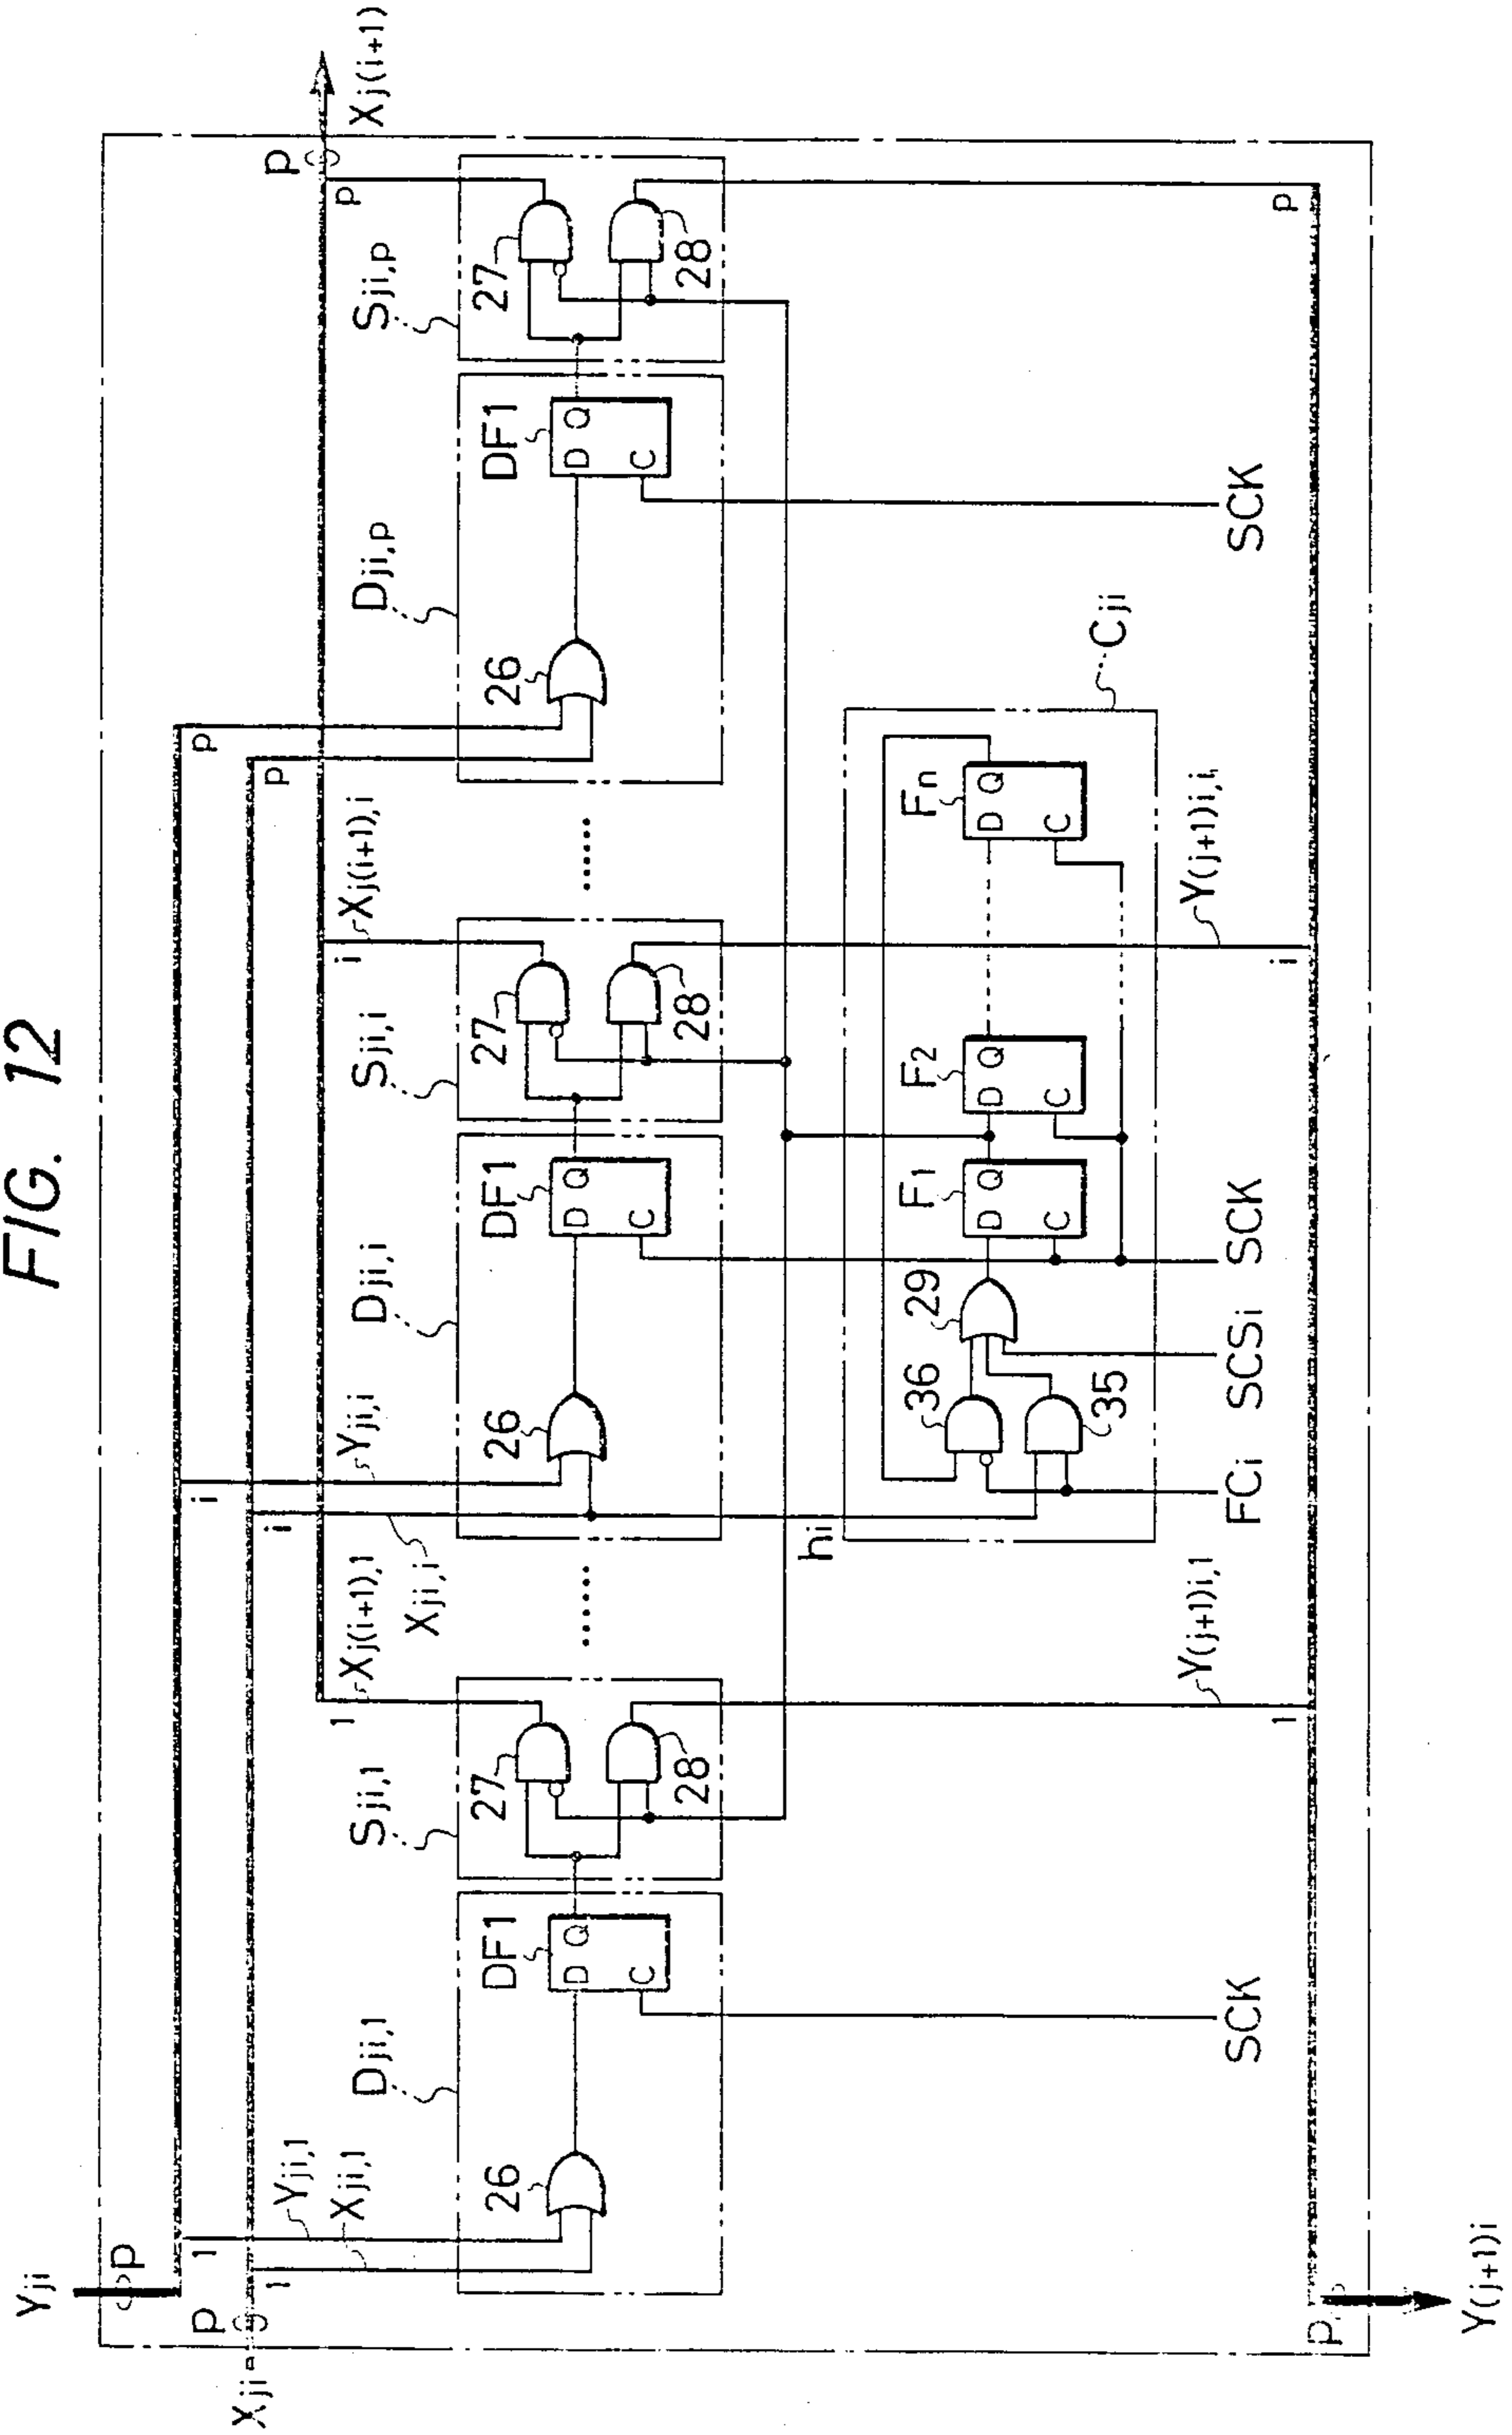 FIG. 12
Yji
p
p
Xji
1
Yji,1
1
Xji,1
i
Yji,i
i
Xji,i
p
p
1
Xj(i+1),1
i
Xj(i+1),i
p
p
Xj(i+1)
Dji,1
26
DF1
D Q
C
Sji,1
27
28
......
Dji,i
26
DF1
D Q
C
Sji,i
27
28
......
Dji,p
26
DF1
D Q
C
Sji,p
27
28
hi
36
35
29
F1
D Q
C
F2
D Q
C
Fn
D Q
C
Cji
SCK
FCi
SCSi
SCK
SCK
1
Y(j+1)i,1
i
Y(j+1)i,i
p
p
Y(j+1)i